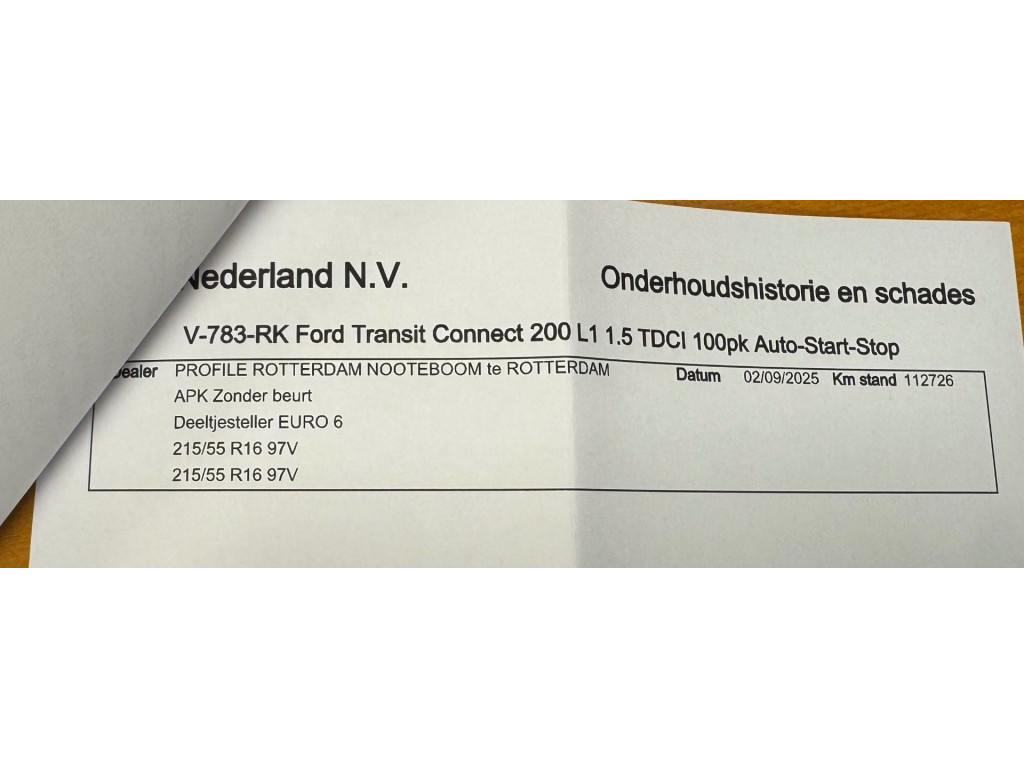 Nederland N.V.
Onderhoudshistorie en schades
V-783-RK Ford Transit Connect 200 L1 1.5 TDCI 100pk Auto-Start-Stop
Dealer PROFILE ROTTERDAM NOOTEBOOM te ROTTERDAM Datum 02/09/2025 Km stand 112726
APK Zonder beurt
Deeltjesteller EURO 6
215/55 R16 97V
215/55 R16 97V